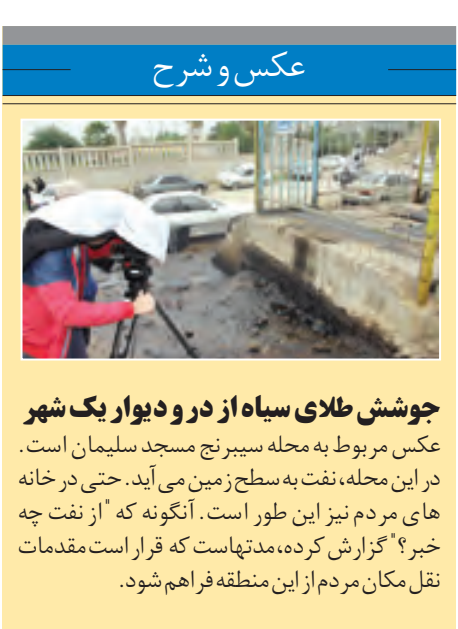 عکس و شرح
جوشش طلای سیاه از در و دیوار یک شهر
عکس مربوط به محله سیبرنج مسجد سلیمان است.
در این محله، نفت به سطح زمین می آید. حتی در خانه
های مردم نیز این طور است. آنگونه که "از نفت چه
خبر؟" گزارش کرده، مدتهاست که قرار است مقدمات
نقل مکان مردم از این منطقه فراهم شود.